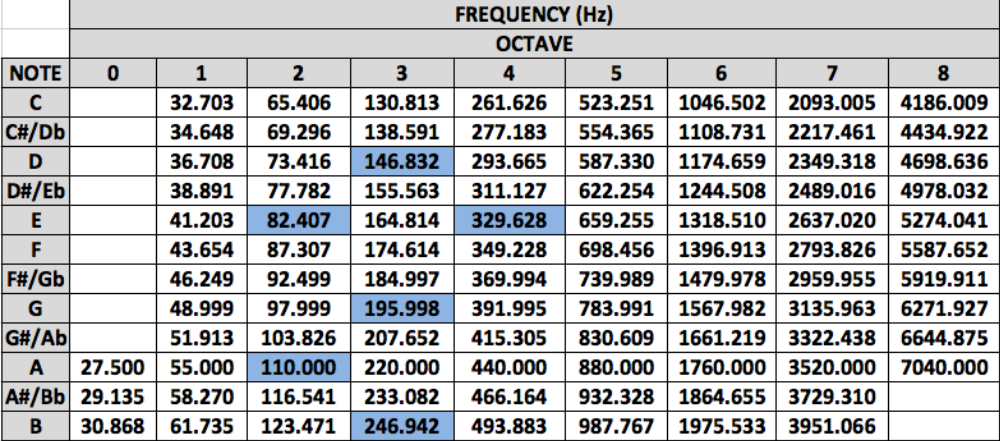 FREQUENCY (Hz)
OCTAVE
NOTE 0 1 2 3 4 5 6 7 8
C 32.703 65.406 130.813 261.626 523.251 1046.502 2093.005 4186.009
C#/Db 34.648 69.296 138.591 277.183 554.365 1108.731 2217.461 4434.922
D 36.708 73.416 146.832 293.665 587.330 1174.659 2349.318 4698.636
D#/Eb 38.891 77.782 155.563 311.127 622.254 1244.508 2489.016 4978.032
E 41.203 82.407 164.814 329.628 659.255 1318.510 2637.020 5274.041
F 43.654 87.307 174.614 349.228 698.456 1396.913 2793.826 5587.652
F#/Gb 46.249 92.499 184.997 369.994 739.989 1479.978 2959.955 5919.911
G 48.999 97.999 195.998 391.995 783.991 1567.982 3135.963 6271.927
G#/Ab 51.913 103.826 207.652 415.305 830.609 1661.219 3322.438 6644.875
A 27.500 55.000 110.000 220.000 440.000 880.000 1760.000 3520.000 7040.000
A#/Bb 29.135 58.270 116.541 233.082 466.164 932.328 1864.655 3729.310
B 30.868 61.735 123.471 246.942 493.883 987.767 1975.533 3951.066